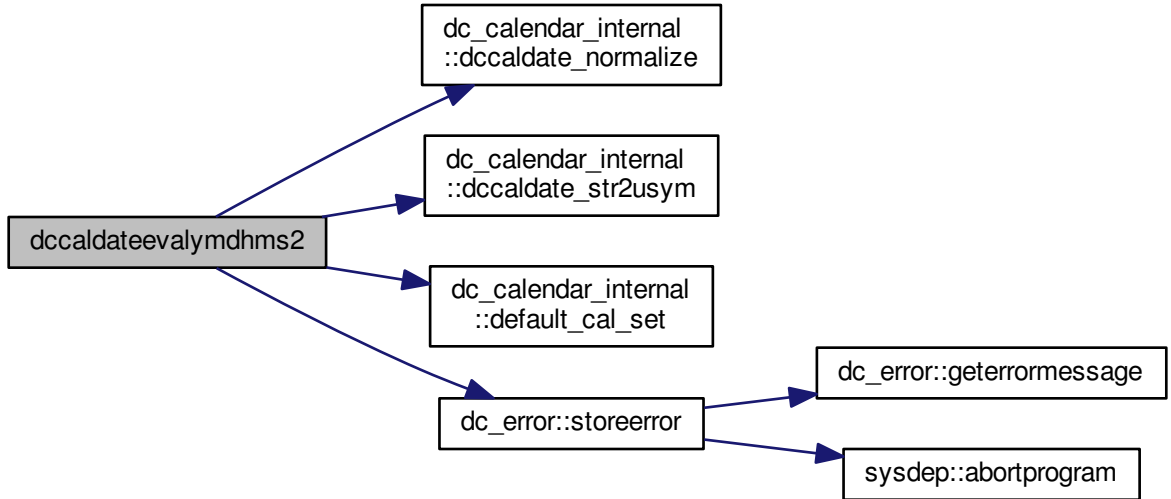 dc_calendar_internal
::dccaldate_normalize
dc_calendar_internal
::dccaldate_str2usym
dccaldateevalymdhms2
dc_calendar_internal
::default_cal_set
dc_error::geterrormessage
dc_error::storeerror
sysdep::abortprogram